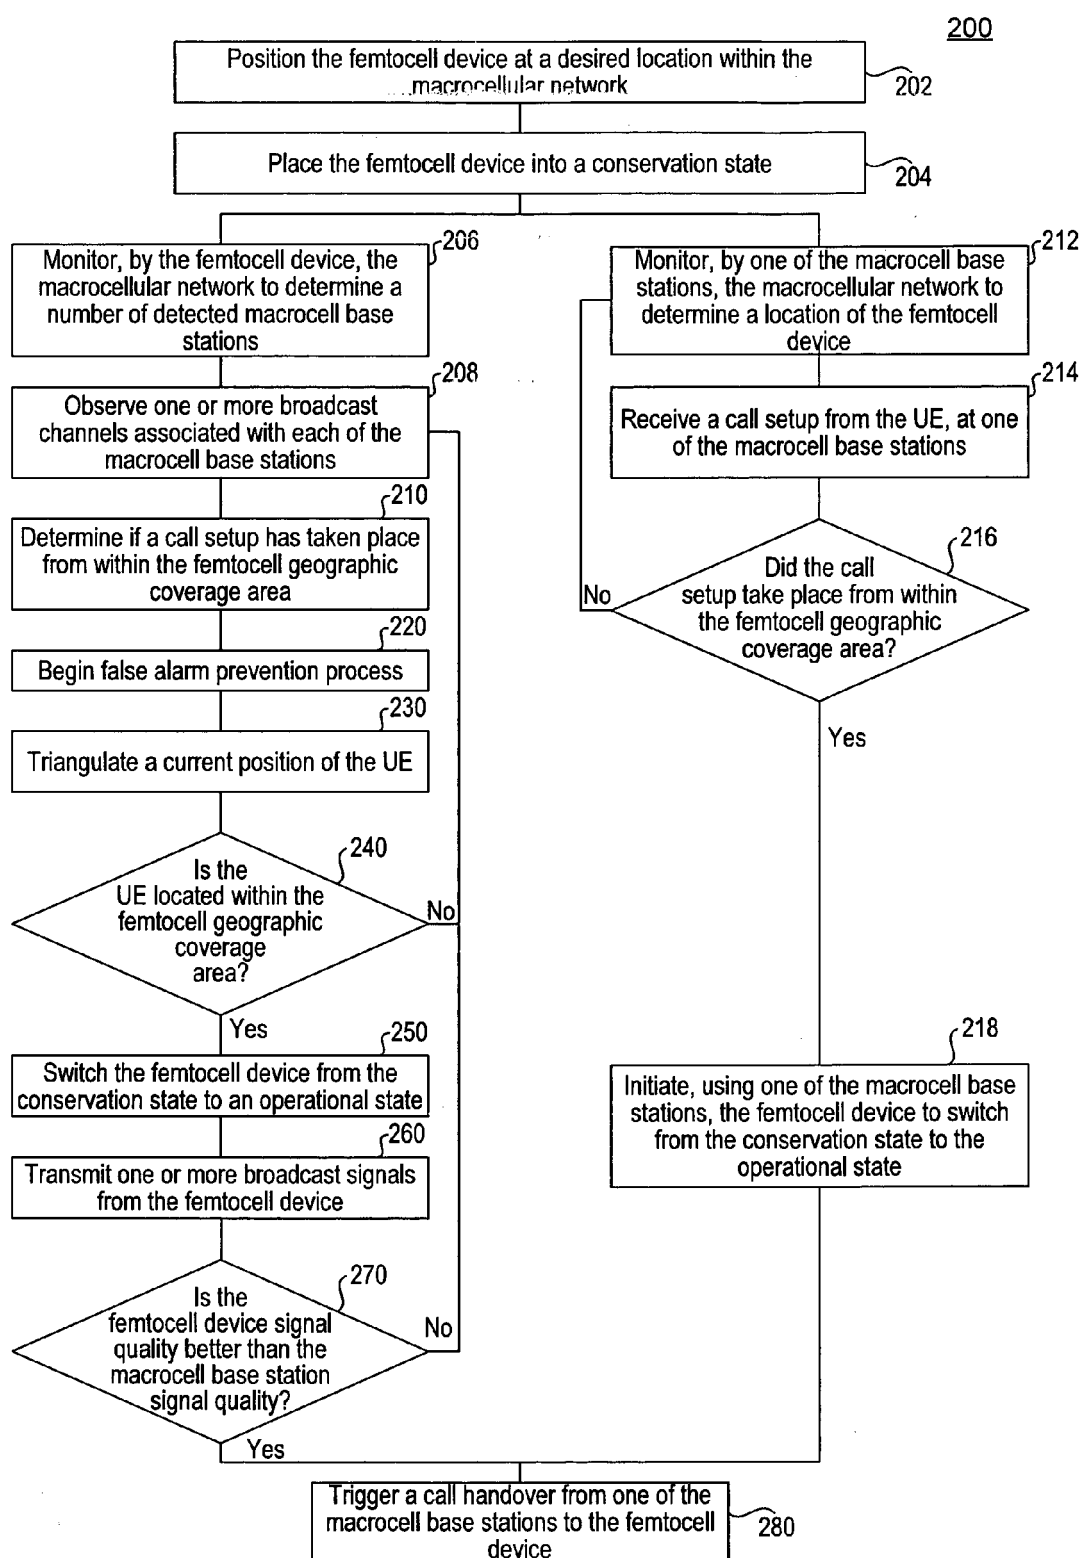 200
Position the femtocell device at a desired location within the
macrocellular network
202
Place the femtocell device into a conservation state
204
206
Monitor, by the femtocell device, the
macrocellular network to determine a
number of detected macrocell base
stations
208
Observe one or more broadcast
channels associated with each of the
macrocell base stations
210
Determine if a call setup has taken place
from within the femtocell geographic
coverage area
220
Begin false alarm prevention process
230
Triangulate a current position of the UE
240
Is the
UE located within the
femtocell geographic
coverage
area?
No
Yes
250
Switch the femtocell device from the
conservation state to an operational state
260
Transmit one or more broadcast signals
from the femtocell device
270
Is the
femtocell device signal
quality better than the
macrocell base station
signal quality?
No
Yes
212
Monitor, by one of the macrocell base
stations, the macrocellular network to
determine a location of the femtocell
device
214
Receive a call setup from the UE, at one
of the macrocell base stations
216
Did the call
setup take place from within
the femtocell geographic
coverage area?
No
Yes
218
Initiate, using one of the macrocell base
stations, the femtocell device to switch
from the conservation state to the
operational state
Trigger a call handover from one of the
macrocell base stations to the femtocell
device
280